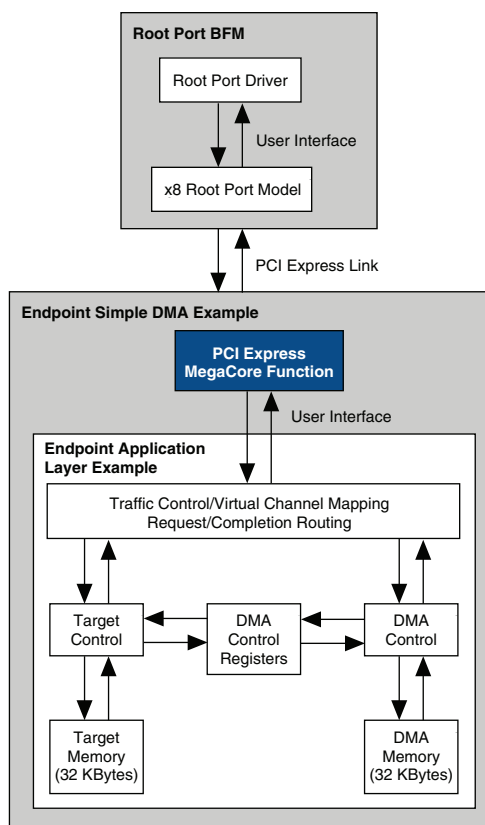 Root Port BFM
Root Port Driver
User Interface
x8 Root Port Model
PCI Express Link
Endpoint Simple DMA Example
PCI Express
MegaCore Function
User Interface
Endpoint Application
Layer Example
Traffic Control/Virtual Channel Mapping
Request/Completion Routing
Target
Control
DMA
Control
Registers
DMA
Control
Target
Memory
(32 KBytes)
DMA
Memory
(32 KBytes)